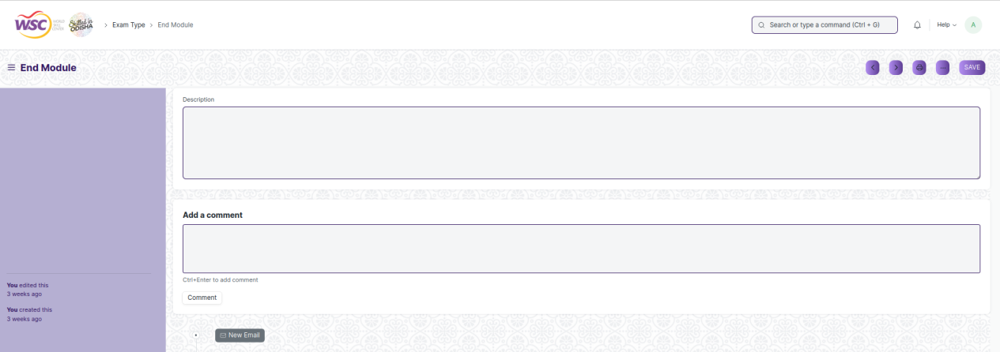 WSC
Skilled in
ODISHA
Exam Type
End Module
Search or type a command (Ctrl + G)
Help
A
End Module
SAVE
Description
Add a comment
Ctrl+Enter to add comment
Comment
You edited this
3 weeks ago
You created this
3 weeks ago
New Email